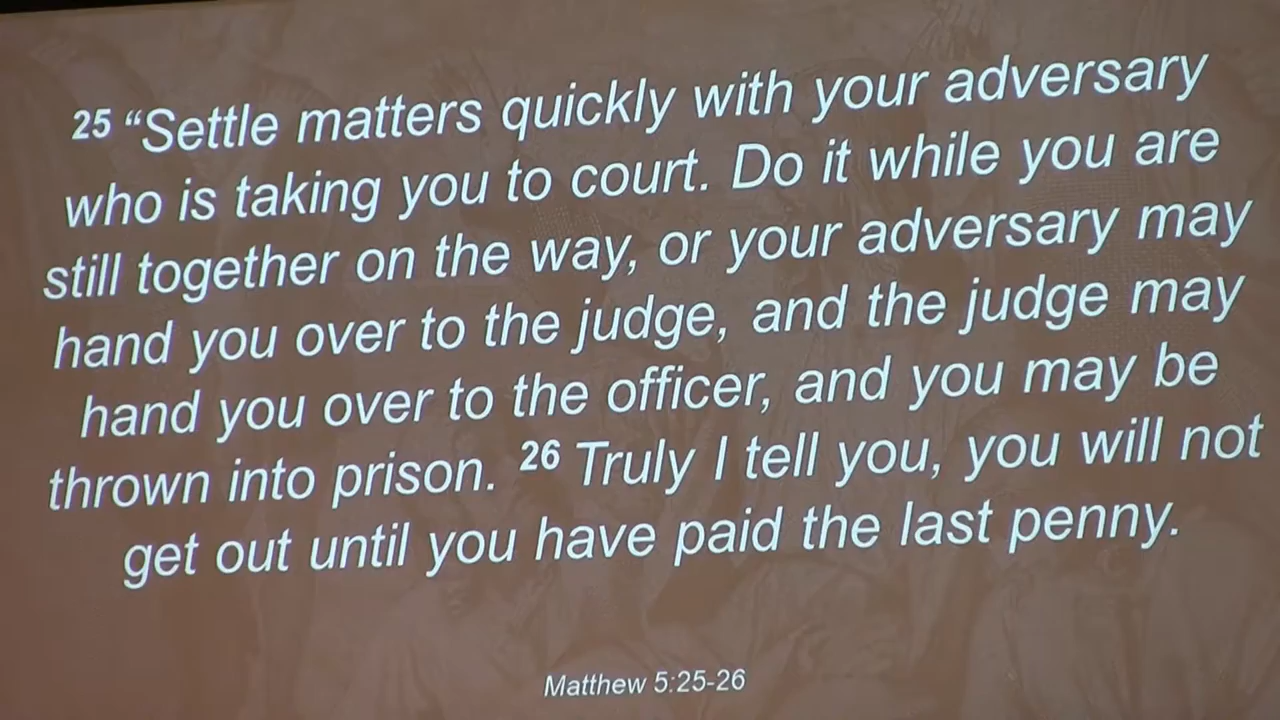 25 “Settle matters quickly with your adversary
who is taking you to court. Do it while you are
still together on the way, or your adversary may
hand you over to the judge, and the judge may
hand you over to the officer, and you may be
thrown into prison. 26 Truly I tell you, you will not
get out until you have paid the last penny.
Matthew 5:25-26